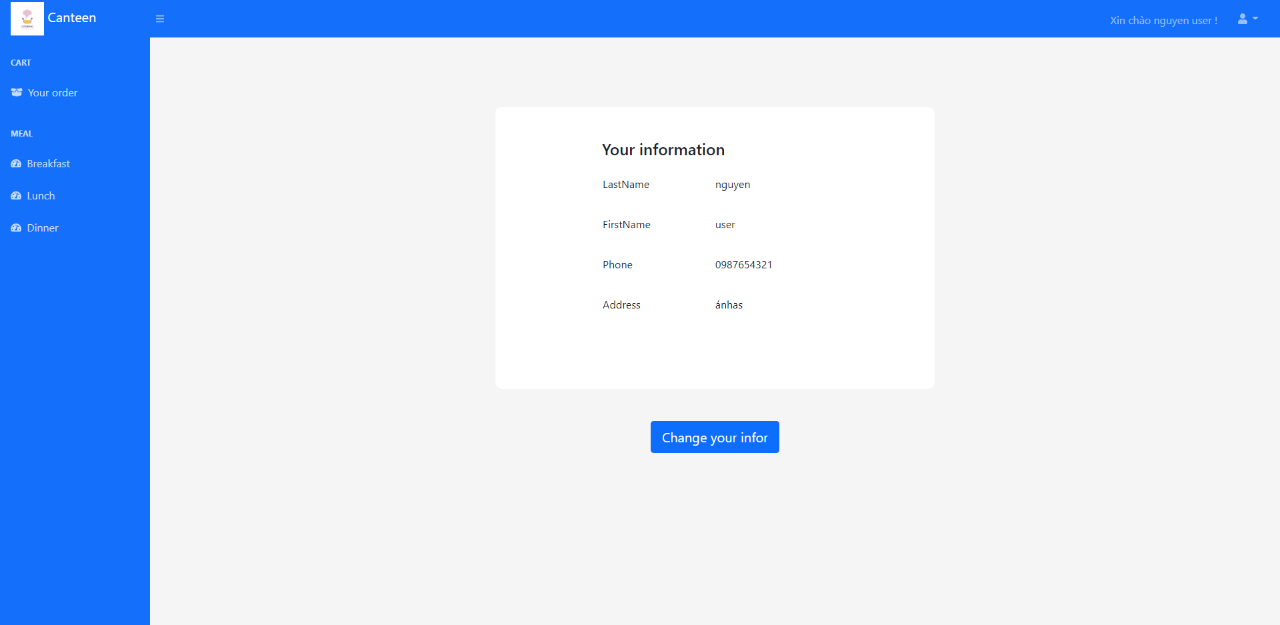 Canteen
Xin chào nguyen user !
CART
Your order
MEAL
Breakfast
Lunch
Dinner
Your information
LastName nguyen
FirstName user
Phone 0987654321
Address ánhas
Change your infor